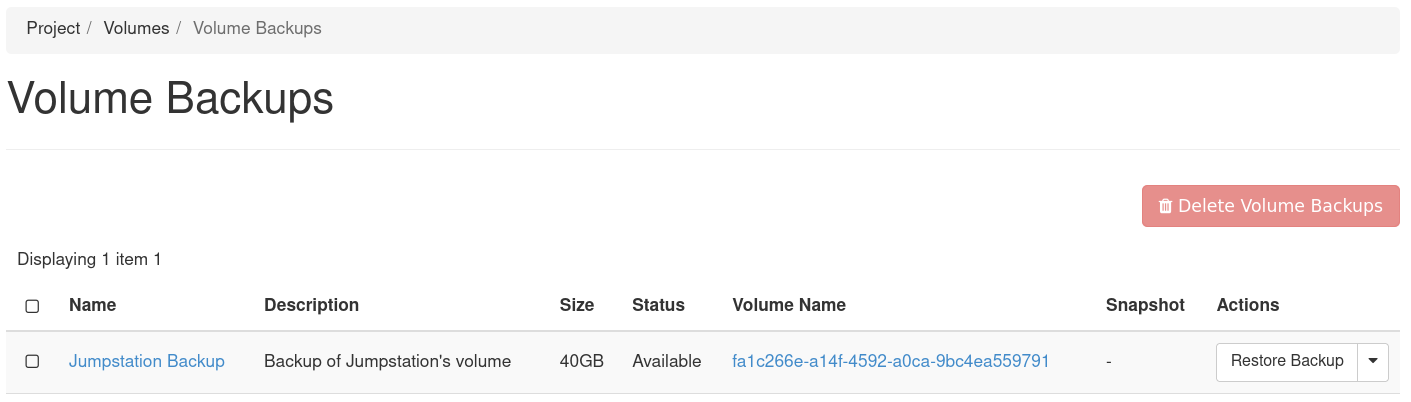 Project / Volumes / Volume Backups
Volume Backups
Delete Volume Backups
Displaying 1 item 1
Name Description Size Status Volume Name Snapshot Actions
Jumpstation Backup Backup of Jumpstation's volume 40GB Available fa1c266e-a14f-4592-a0ca-9bc4ea559791 - Restore Backup